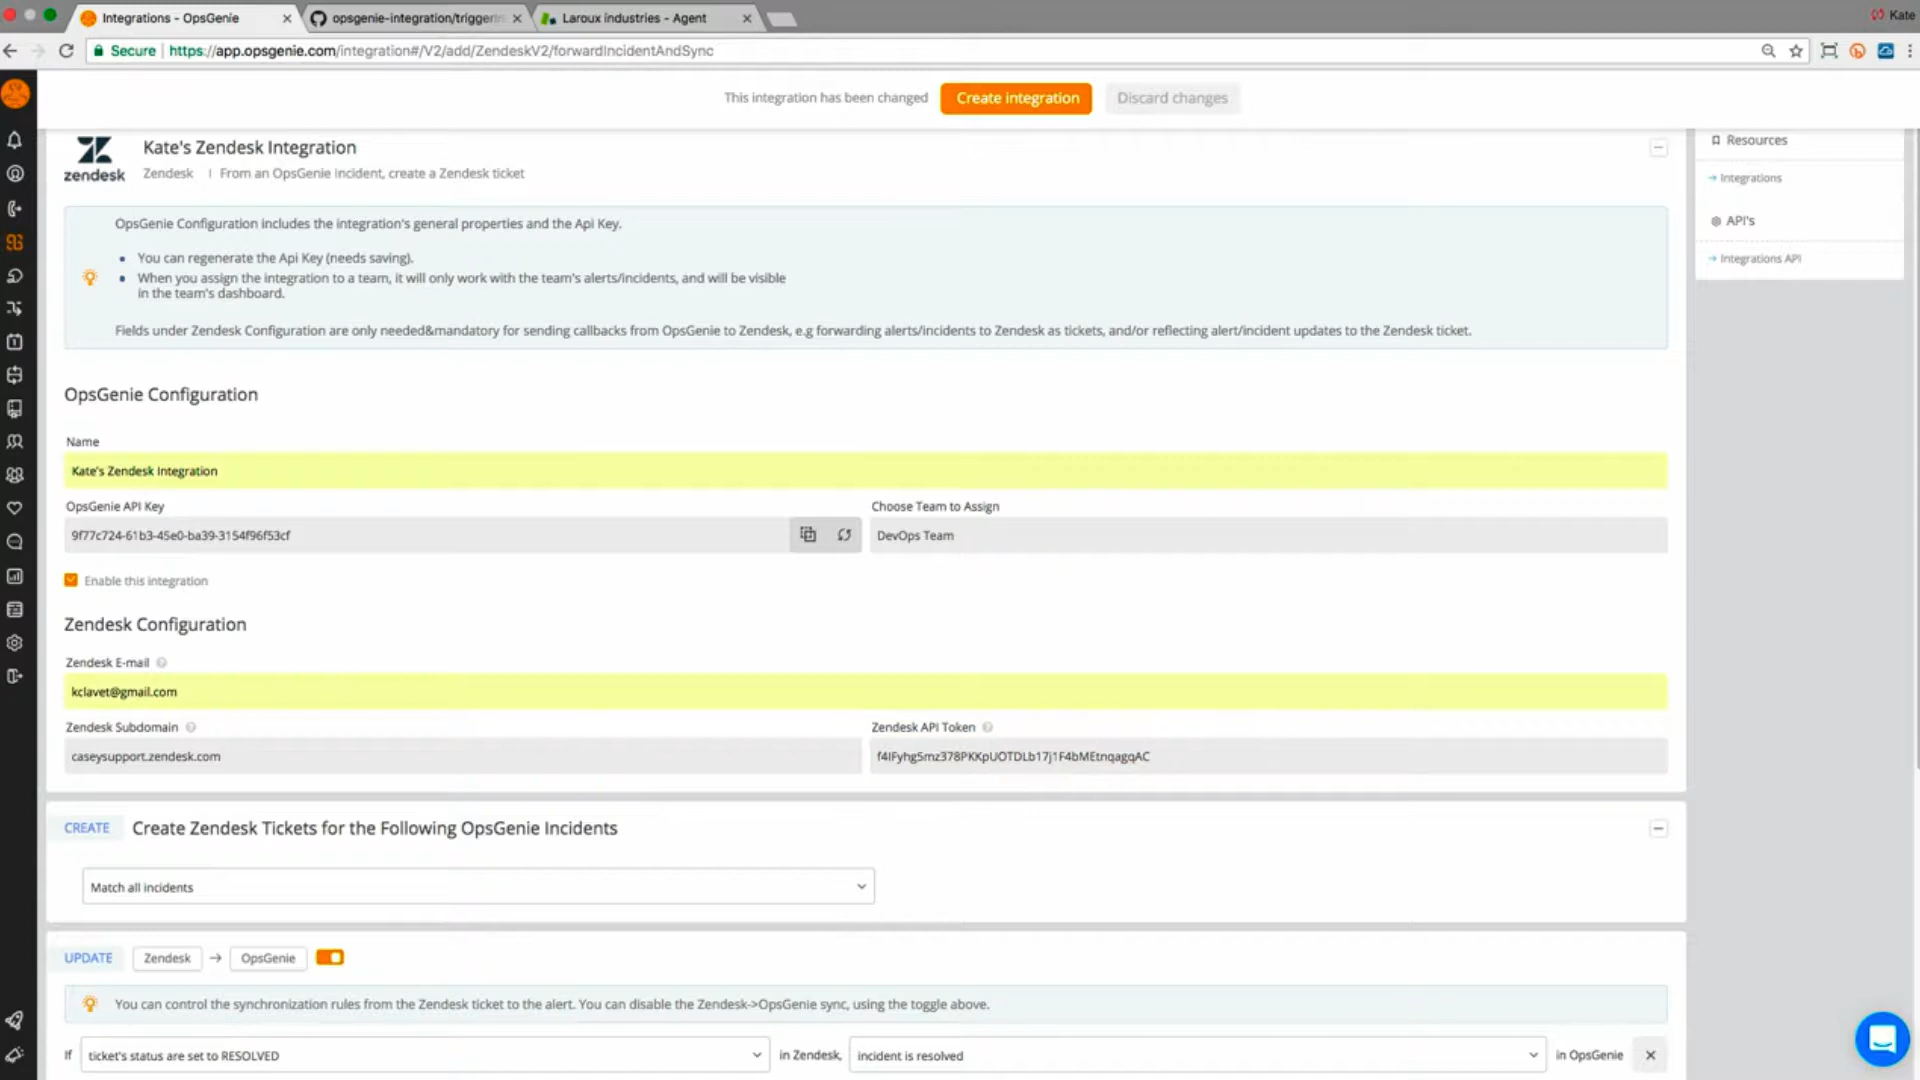 Integrations - OpsGenie
opsgenie-integration/triggerin
Laroux industries - Agent
Kate
Secure
https://app.opsgenie.com/integration#/V2/add/ZendeskV2/forwardIncidentAndSync
This integration has been changed
Create integration
Discard changes
zendesk
Kate's Zendesk Integration
Zendesk | From an OpsGenie Incident, create a Zendesk ticket
Resources
Integrations
API's
Integrations API
OpsGenie Configuration includes the integration's general properties and the Api Key.
You can regenerate the Api Key (needs saving).
When you assign the integration to a team, it will only work with the team's alerts/incidents, and will be visible
in the team's dashboard.
Fields under Zendesk Configuration are only needed&mandatory for sending callbacks from OpsGenie to Zendesk, e.g forwarding alerts/incidents to Zendesk as tickets, and/or reflecting alert/incident updates to the Zendesk ticket.
OpsGenie Configuration
Name
Kate's Zendesk Integration
OpsGenie API Key
Choose Team to Assign
9f77c724-61b3-45e0-ba39-3154f96f53cf
DevOps Team
Enable this integration
Zendesk Configuration
Zendesk E-mail
kclavet@gmail.com
Zendesk Subdomain
Zendesk API Token
caseysupport.zendesk.com
f4IFyhg5mz378PKKpUOTDLb17j1F4bMEtnqagqAC
CREATE
Create Zendesk Tickets for the Following OpsGenie Incidents
Match all incidents
UPDATE
Zendesk → OpsGenie
You can control the synchronization rules from the Zendesk ticket to the alert. You can disable the Zendesk->OpsGenie sync, using the toggle above.
If ticket's status are set to RESOLVED in Zendesk, incident is resolved in OpsGenie